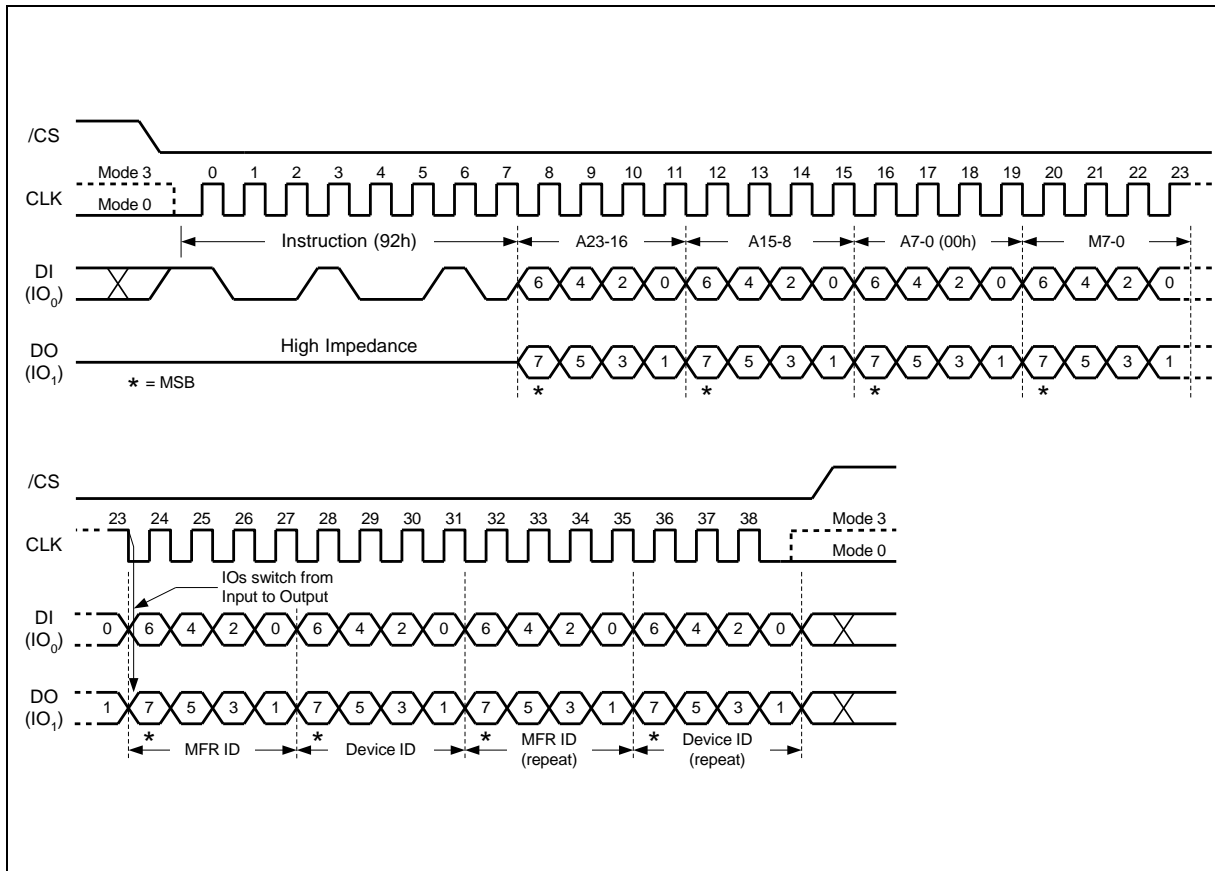 /CS
Mode 3 0 1 2 3 4 5 6 7 8 9 10 11 12 13 14 15 16 17 18 19 20 21 22 23
CLK Mode 0
Instruction (92h) A23-16 A15-8 A7-0 (00h) M7-0
DI
(IO0) 6 4 2 0 6 4 2 0 6 4 2 0 6 4 2 0
High Impedance
DO
(IO1) 7 5 3 1 7 5 3 1 7 5 3 1 7 5 3 1
* = MSB * * * *
/CS
23 24 25 26 27 28 29 30 31 32 33 34 35 36 37 38 Mode 3
CLK Mode 0
IOs switch from
Input to Output
DI
(IO0) 0 6 4 2 0 6 4 2 0 6 4 2 0 6 4 2 0
DO
(IO1) 1 7 5 3 1 7 5 3 1 7 5 3 1 7 5 3 1
* * * *
MFR ID Device ID MFR ID
(repeat) Device ID
(repeat)